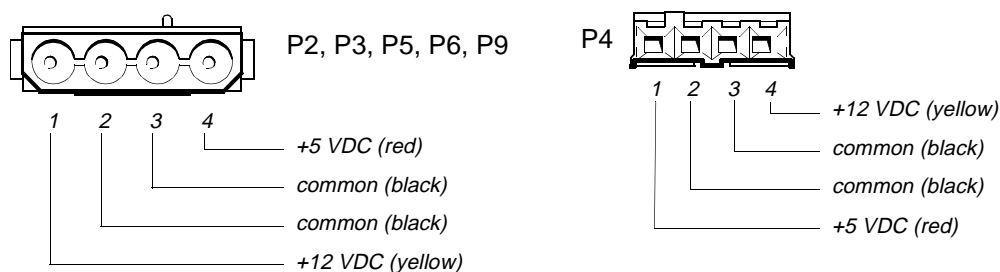 P2, P3, P5, P6, P9
1 2 3 4
+5 VDC (red)
common (black)
common (black)
+12 VDC (yellow)
P4
1 2 3 4
+12 VDC (yellow)
common (black)
common (black)
+5 VDC (red)